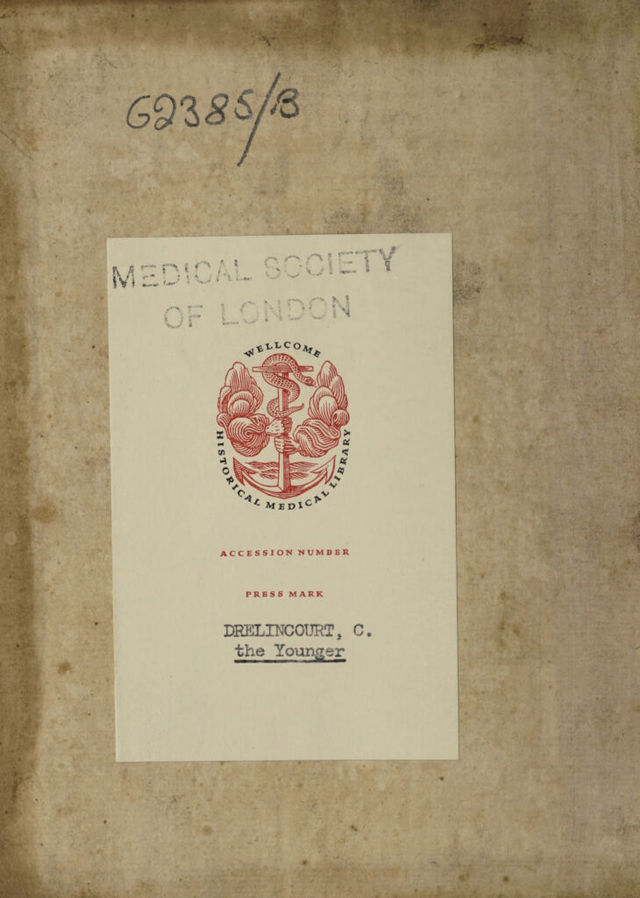 62385/B
MEDICAL SOCIETY
OF LONDON
WELLCOME
HISTORICAL MEDICAL LIBRARY
ACCESSION NUMBER
PRESS MARK
DRELINCOURT, C.
the Younger